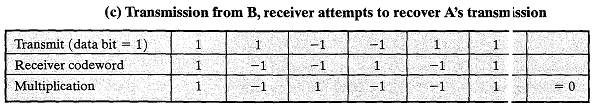 (c) Transmission from B, receiver attempts to recover A's transmission
Transmit (data bit = 1) 1 1 −1 −1 1 1
Receiver codeword 1 −1 −1 1 −1 1
Multiplication 1 −1 1 −1 −1 1 = 0